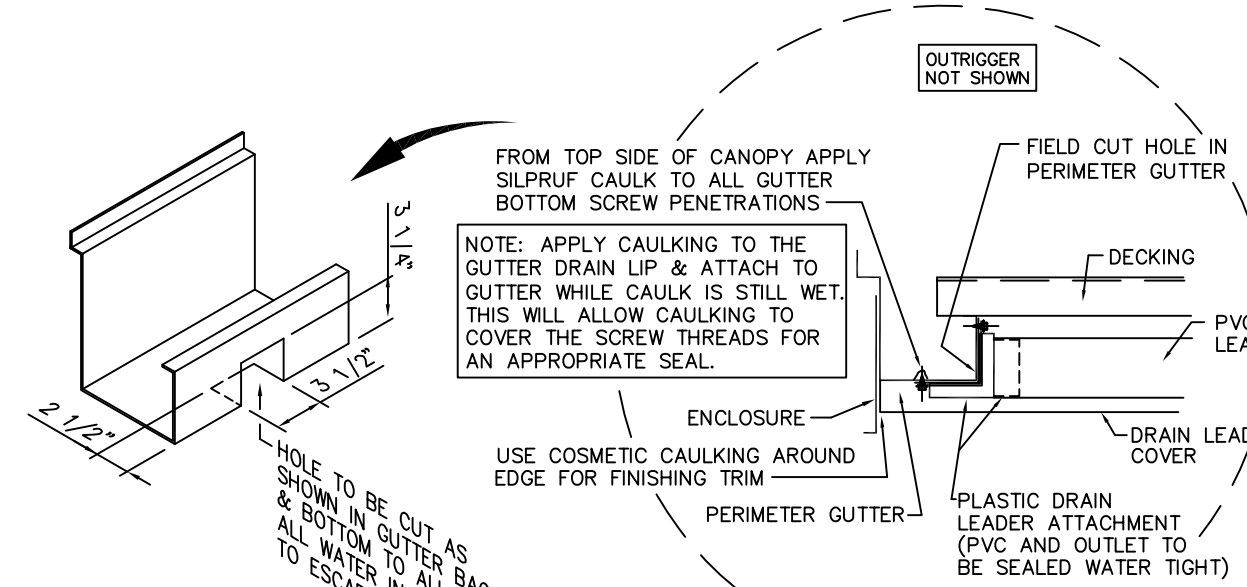 OUTRIGGER
NOT SHOWN
FROM TOP SIDE OF CANOPY APPLY
SILPRUF CAULK TO ALL GUTTER
BOTTOM SCREW PENETRATIONS
FIELD CUT HOLE IN
PERIMETER GUTTER
NOTE: APPLY CAULKING TO THE
GUTTER DRAIN LIP & ATTACH TO
GUTTER WHILE CAULK IS STILL WET.
THIS WILL ALLOW CAULKING TO
COVER THE SCREW THREADS FOR
AN APPROPRIATE SEAL.
DECKING
3 1/4"
3 1/2"
2 1/2"
PVC
ENCLOSURE
USE COSMETIC CAULKING AROUND
EDGE FOR FINISHING TRIM
PERIMETER GUTTER
DRAIN
COVER
PLASTIC DRAIN
LEADER ATTACHMENT
(PVC AND OUTLET TO
BE SEALED WATER TIGHT)
HOLE TO BE CUT AS
SHOWN IN GUTTER
& BOTTOM TO
ALL WATER
TO